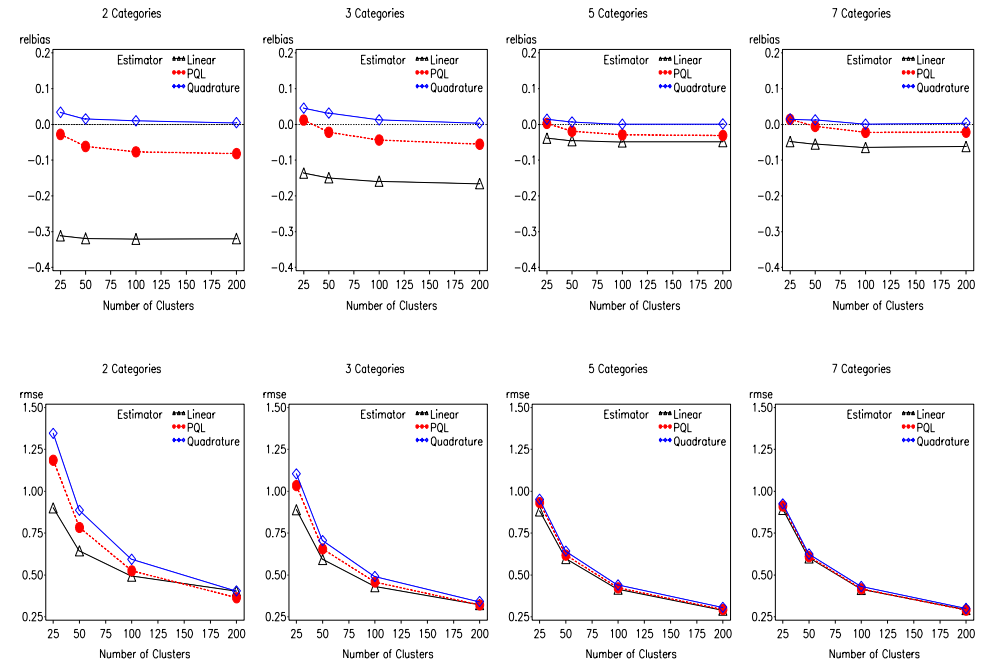 2 Categories
3 Categories
5 Categories
7 Categories
relbias
relbias
relbias
relbias
0.2
0.1
0.0
−0.1
−0.2
−0.3
−0.4
Estimator Linear
PQL
Quadrature
25 50 75 100 125 150 175 200
Number of Clusters
0.2
0.1
0.0
−0.1
−0.2
−0.3
−0.4
Estimator Linear
PQL
Quadrature
25 50 75 100 125 150 175 200
Number of Clusters
0.2
0.1
0.0
−0.1
−0.2
−0.3
−0.4
Estimator Linear
PQL
Quadrature
25 50 75 100 125 150 175 200
Number of Clusters
0.2
0.1
0.0
−0.1
−0.2
−0.3
−0.4
Estimator Linear
PQL
Quadrature
25 50 75 100 125 150 175 200
Number of Clusters
2 Categories
3 Categories
5 Categories
7 Categories
rmse
rmse
rmse
rmse
1.50
1.25
1.00
0.75
0.50
0.25
Estimator Linear
PQL
Quadrature
25 50 75 100 125 150 175 200
Number of Clusters
1.50
1.25
1.00
0.75
0.50
0.25
Estimator Linear
PQL
Quadrature
25 50 75 100 125 150 175 200
Number of Clusters
1.50
1.25
1.00
0.75
0.50
0.25
Estimator Linear
PQL
Quadrature
25 50 75 100 125 150 175 200
Number of Clusters
1.50
1.25
1.00
0.75
0.50
0.25
Estimator Linear
PQL
Quadrature
25 50 75 100 125 150 175 200
Number of Clusters